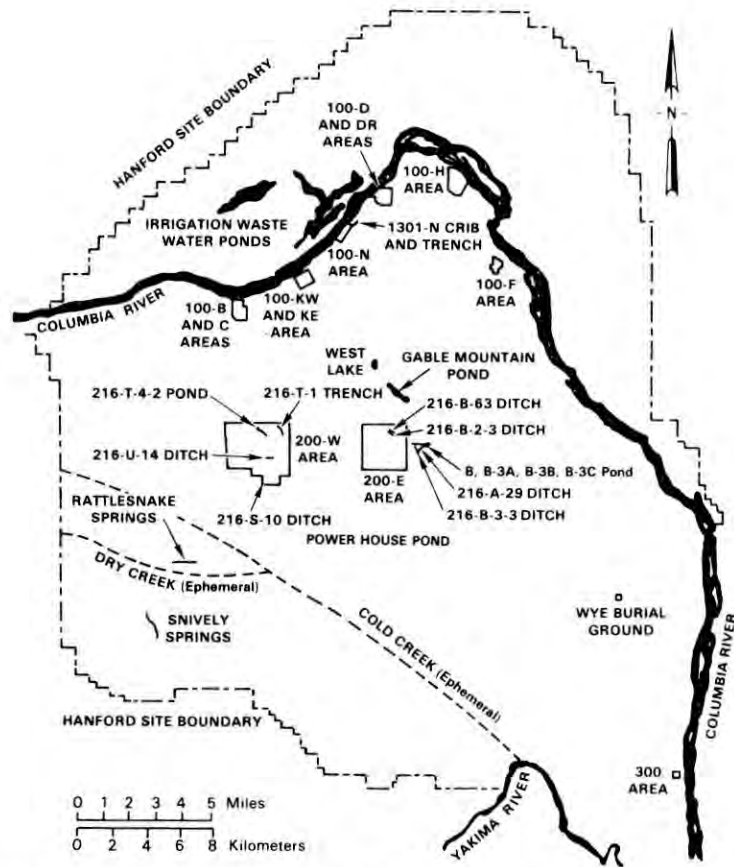 HANFORD SITE BOUNDARY
100-D
AND DR
AREAS
N
100-H
AREA
IRRIGATION WASTE
WATER PONDS
1301-N CRIB
AND TRENCH
100-N
AREA
100-F
AREA
COLUMBIA RIVER
100-B
AND C
AREAS
100-KW
AND KE
AREA
WEST
LAKE
GABLE MOUNTAIN
POND
216-T-4-2 POND
216-T-1 TRENCH
216-B-63 DITCH
216-B-2-3 DITCH
216-U-14 DITCH
200-W
AREA
200-E
AREA
B, B-3A, B-3B, B-3C Pond
216-A-29 DITCH
216-B-3-3 DITCH
RATTLESNAKE
SPRINGS
216-S-10 DITCH
POWER HOUSE POND
DRY CREEK (Ephemeral)
SNIVELY
SPRINGS
COLD CREEK (Ephemeral)
WYE BURIAL
GROUND
COLUMBIA RIVER
HANFORD SITE BOUNDARY
300
AREA
YAKIMA RIVER
0 1 2 3 4 5 Miles
0 2 4 6 8 Kilometers